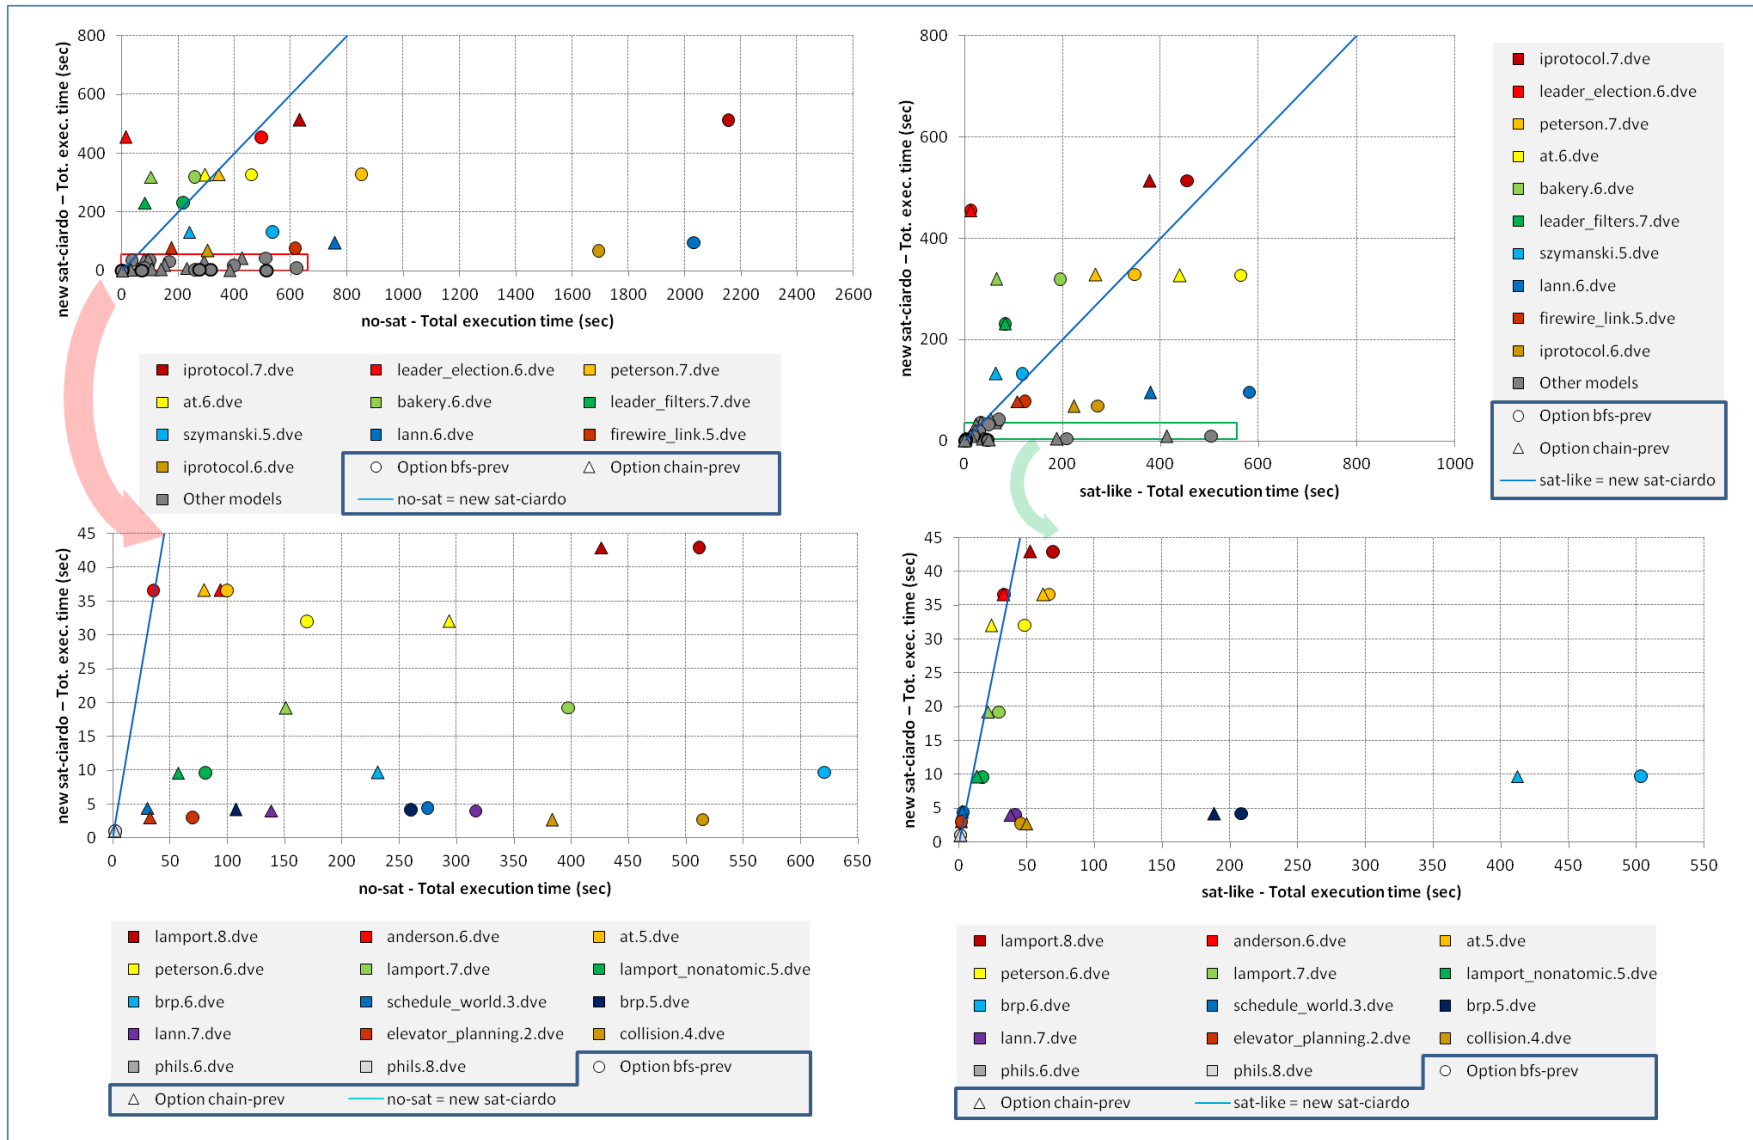 new sat-ciardo – Tot. exec. time (sec)
800
600
400
200
0
0 200 400 600 800 1000 1200 1400 1600 1800 2000 2200 2400 2600
no-sat - Total execution time (sec)
iprotocol.7.dve leader_election.6.dve peterson.7.dve
at.6.dve bakery.6.dve leader_filters.7.dve
szymanski.5.dve lann.6.dve firewire_link.5.dve
iprotocol.6.dve Option bfs-prev Option chain-prev
Other models no-sat = new sat-ciardo
new sat-ciardo – Tot. exec. time (sec)
800
600
400
200
0
0 200 400 600 800 1000
sat-like - Total execution time (sec)
iprotocol.7.dve
leader_election.6.dve
peterson.7.dve
at.6.dve
bakery.6.dve
leader_filters.7.dve
szymanski.5.dve
lann.6.dve
firewire_link.5.dve
iprotocol.6.dve
Other models
Option bfs-prev
Option chain-prev
sat-like = new sat-ciardo
new sat-ciardo – Tot. exec. time (sec)
45
40
35
30
25
20
15
10
5
0
0 50 100 150 200 250 300 350 400 450 500 550 600 650
no-sat - Total execution time (sec)
lamport.8.dve anderson.6.dve at.5.dve
peterson.6.dve lamport.7.dve lamport_nonatomic.5.dve
brp.6.dve schedule_world.3.dve brp.5.dve
lann.7.dve elevator_planning.2.dve collision.4.dve
phils.6.dve phils.8.dve Option bfs-prev
Option chain-prev no-sat = new sat-ciardo
new sat-ciardo – Tot. exec. time (sec)
45
40
35
30
25
20
15
10
5
0
0 50 100 150 200 250 300 350 400 450 500 550
sat-like - Total execution time (sec)
lamport.8.dve anderson.6.dve at.5.dve
peterson.6.dve lamport.7.dve lamport_nonatomic.5.dve
brp.6.dve schedule_world.3.dve brp.5.dve
lann.7.dve elevator_planning.2.dve collision.4.dve
phils.6.dve phils.8.dve Option bfs-prev
Option chain-prev sat-like = new sat-ciardo